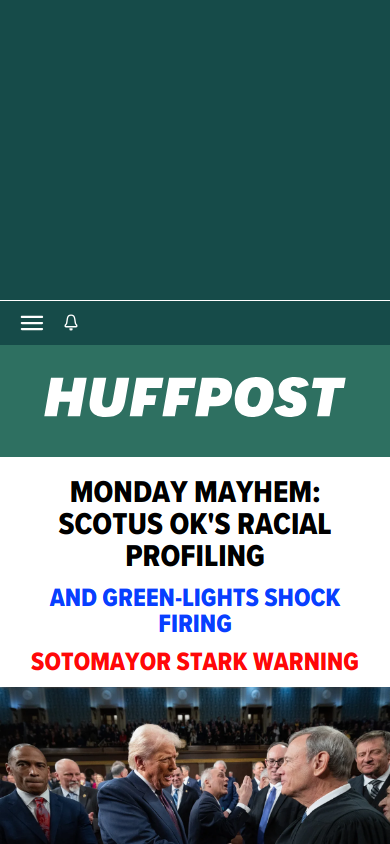 HUFFPOST
MONDAY MAYHEM:
SCOTUS OK'S RACIAL
PROFILING
AND GREEN-LIGHTS SHOCK
FIRING
SOTOMAYOR STARK WARNING